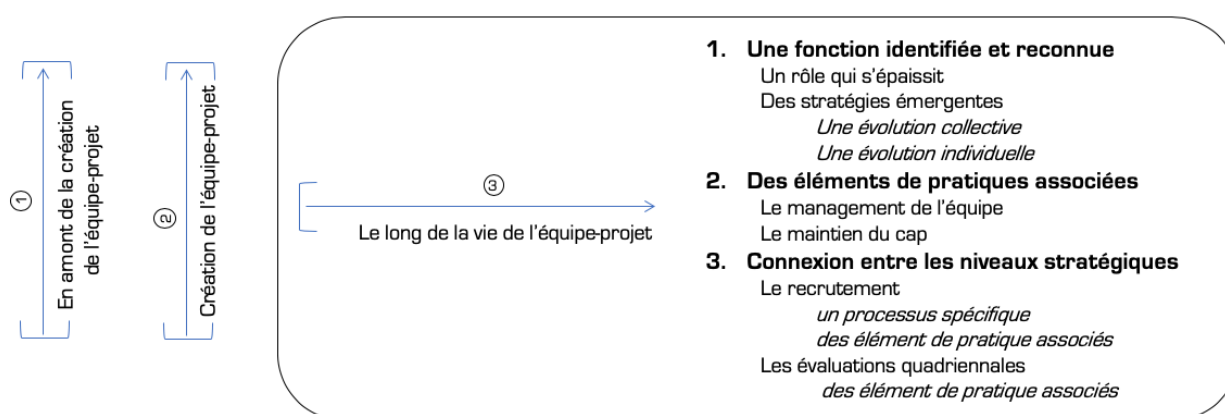 ①
En amont de la création
de l'équipe-projet
②
Création de l'équipe-projet
③
Le long de la vie de l'équipe-projet
1. Une fonction identifiée et reconnue
Un rôle qui s'épaissit
Des stratégies émergentes
Une évolution collective
Une évolution individuelle
2. Des éléments de pratiques associées
Le management de l'équipe
Le maintien du cap
3. Connexion entre les niveaux stratégiques
Le recrutement
un processus spécifique
des élément de pratique associés
Les évaluations quadriennales
des élément de pratique associés